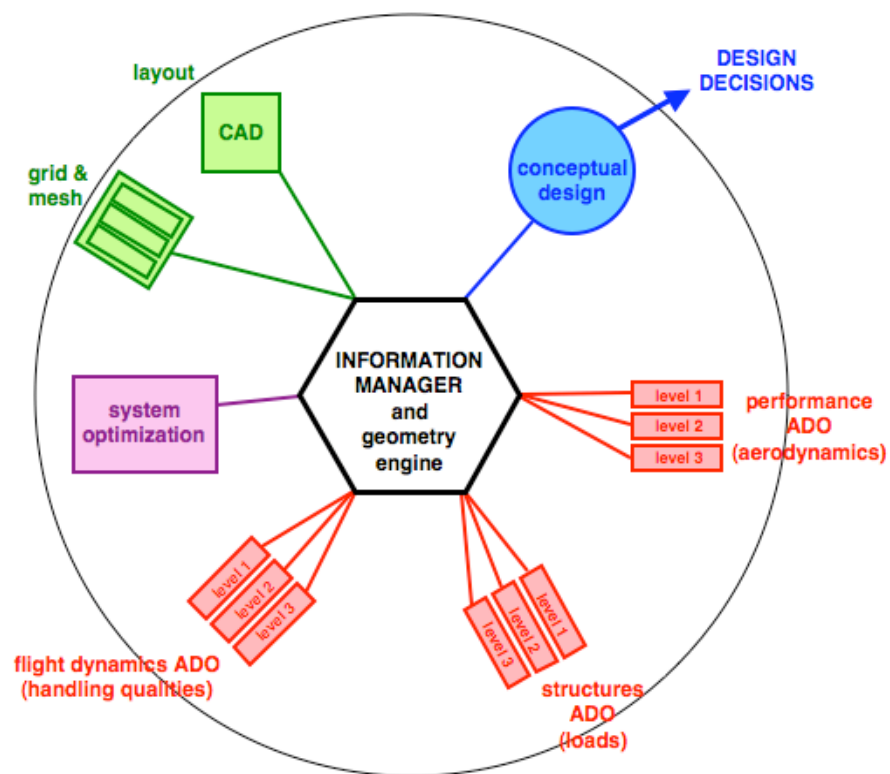 DESIGN
DECISIONS
layout
CAD
conceptual
design
grid &
mesh
INFORMATION
MANAGER
and
geometry
engine
system
optimization
level 1
level 2
level 3
performance
ADO
(aerodynamics)
level 1
level 2
level 3
flight dynamics ADO
(handling qualities)
level 1
level 2
level 3
structures
ADO
(loads)